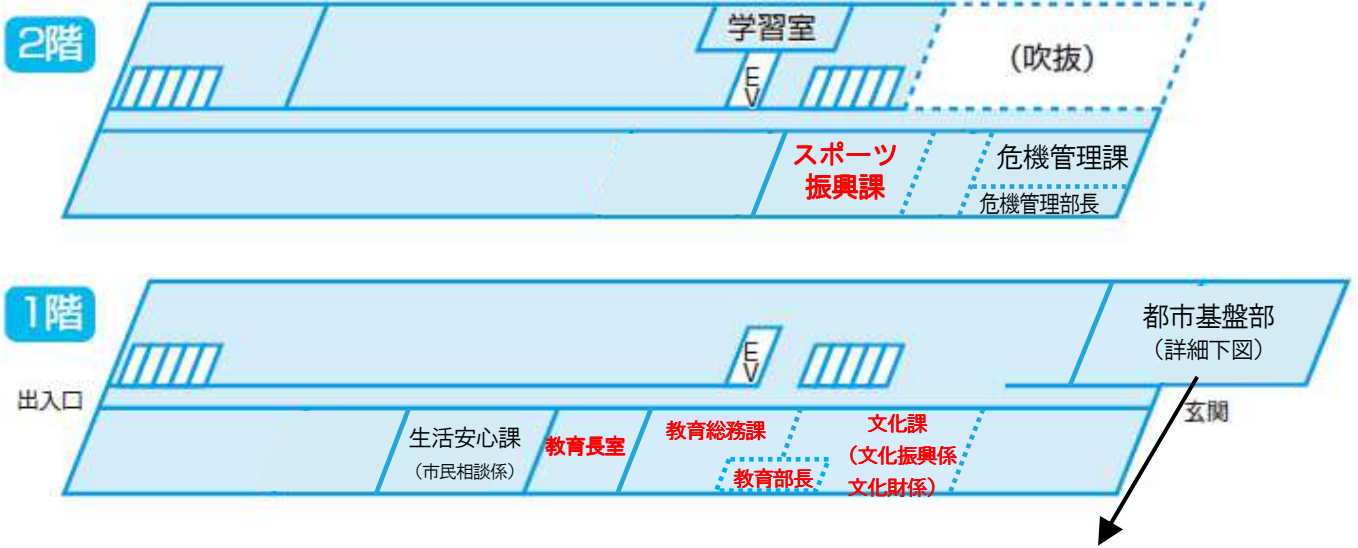 2階
学習室
EV
(吹抜)
スポーツ
振興課
危機管理課
危機管理部長
1階
出入口
EV
都市基盤部
（詳細下図）
玄関
生活安心課
（市民相談係）
教育長室
教育総務課
教育部長
文化課
（文化振興係
文化財係）